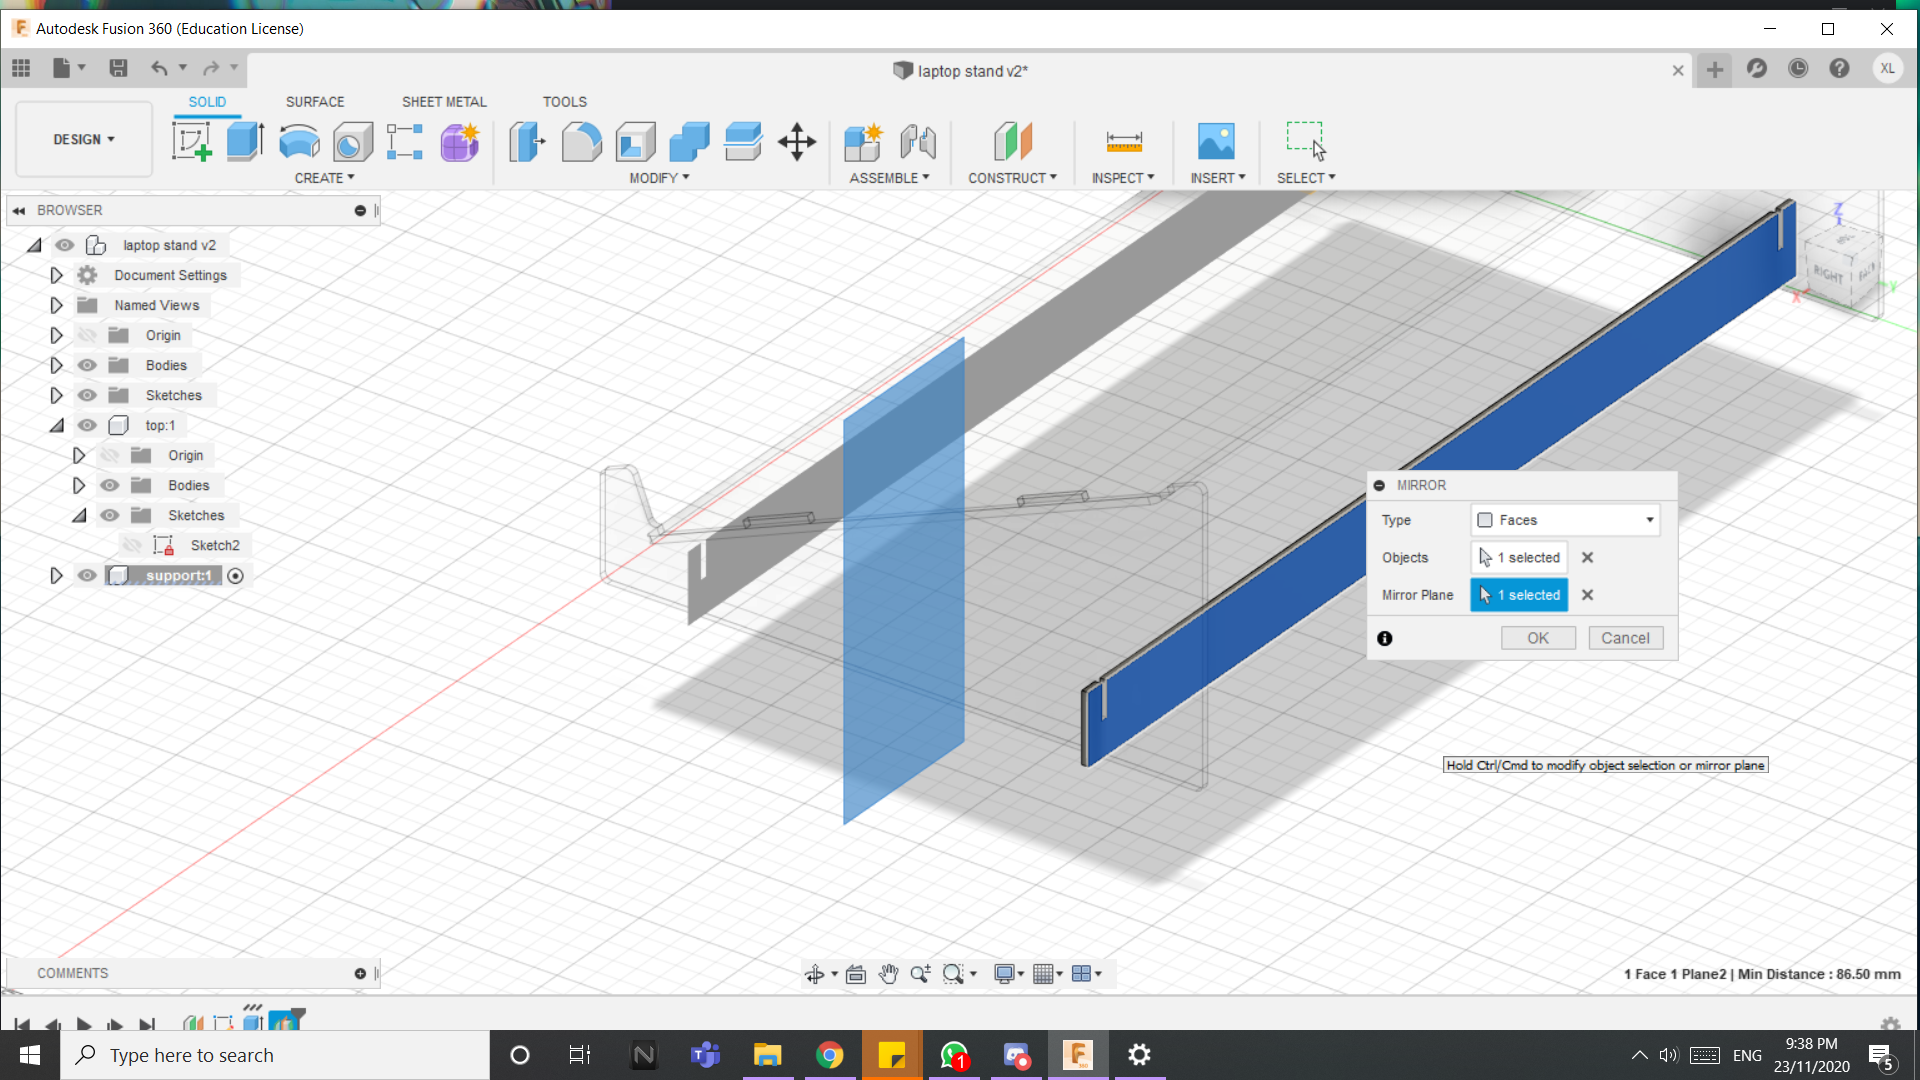 Autodesk Fusion 360 (Education License)
laptop stand v2*
XL
DESIGN
SOLID
SURFACE
SHEET METAL
TOOLS
CREATE
MODIFY
ASSEMBLE
CONSTRUCT
INSPECT
INSERT
SELECT
BROWSER
laptop stand v2
Document Settings
Named Views
Origin
Bodies
Sketches
top:1
Origin
Bodies
Sketches
Sketch2
support:1
Z
RIGHT
X
Y
MIRROR
Type
Faces
Objects
1 selected
Mirror Plane
1 selected
OK
Cancel
Hold Ctrl/Cmd to modify object selection or mirror plane
COMMENTS
1 Face 1 Plane2 | Min Distance : 86.50 mm
Type here to search
1
ENG
9:38 PM
23/11/2020
5